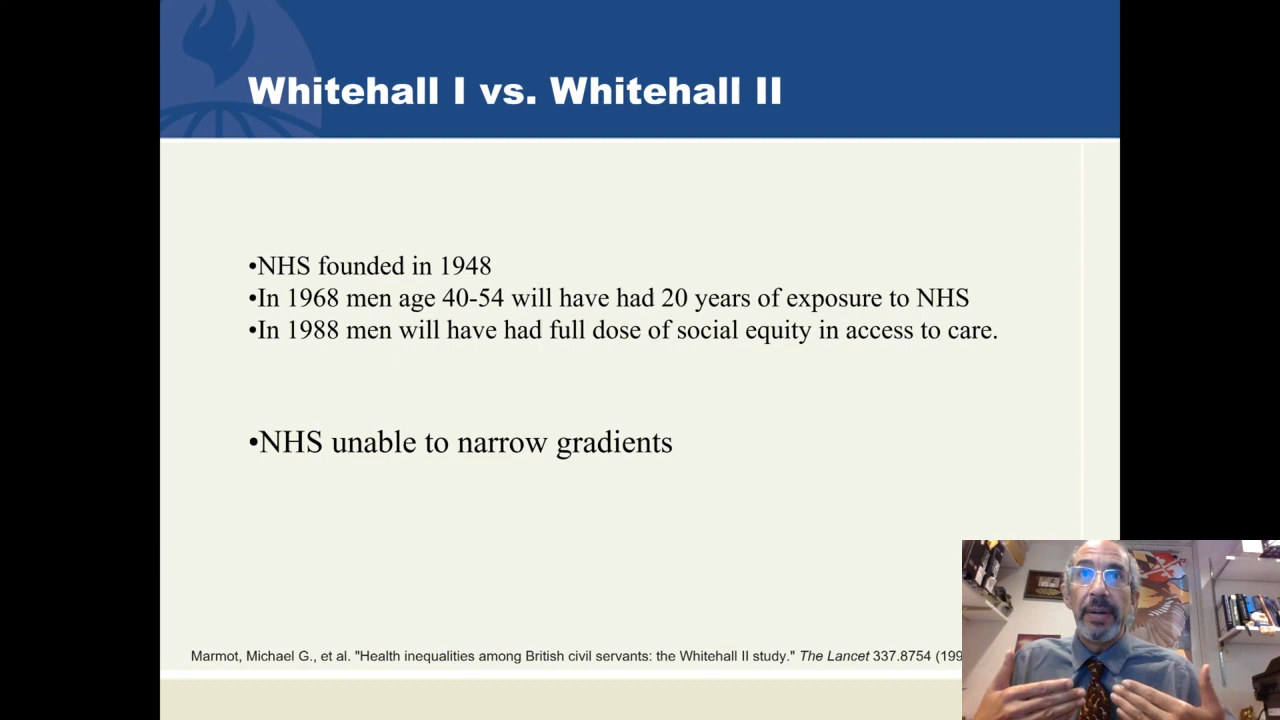 Whitehall I vs. Whitehall II
•NHS founded in 1948
•In 1968 men age 40-54 will have had 20 years of exposure to NHS
•In 1988 men will have had full dose of social equity in access to care.
•NHS unable to narrow gradients
Marmot, Michael G., et al. "Health inequalities among British civil servants: the Whitehall II study." The Lancet 337.8754 (199